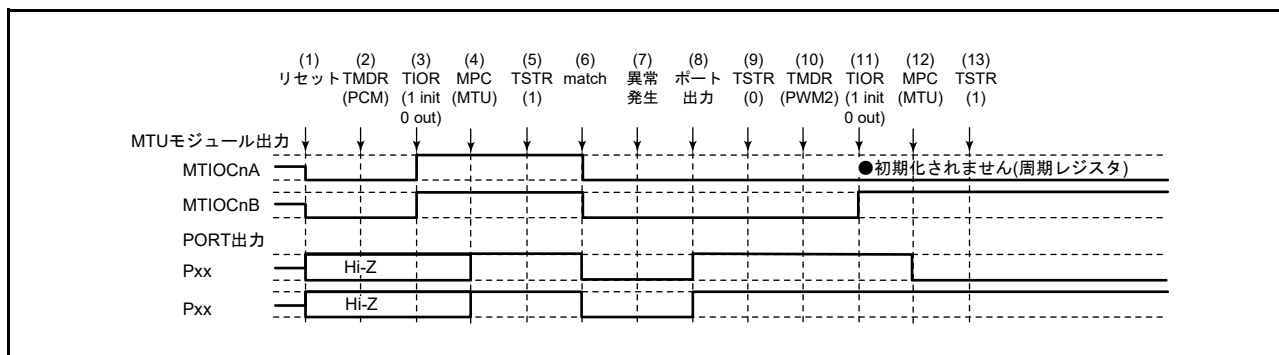 (1) (2) (3) (4) (5) (6) (7) (8) (9) (10) (11) (12) (13)
リセット TMDR TIOR MPC TSTR match 異常 ポート TSTR TMDR TIOR MPC TSTR
(PCM) (1 init (MTU) (1) 発生 出力 (0) (PWM2) (1 init (MTU) (1)
0 out) 0 out)
MTUモジュール出力
MTIOCnA ●初期化されません(周期レジスタ)
MTIOCnB
PORT出力
Pxx Hi-Z
Pxx Hi-Z